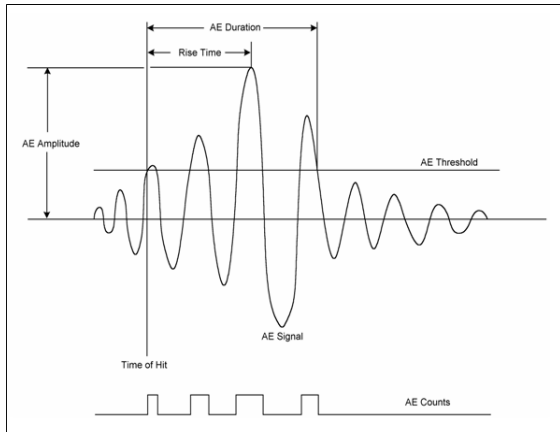 AE Duration
Rise Time
AE Amplitude
AE Threshold
AE Signal
Time of Hit
AE Counts